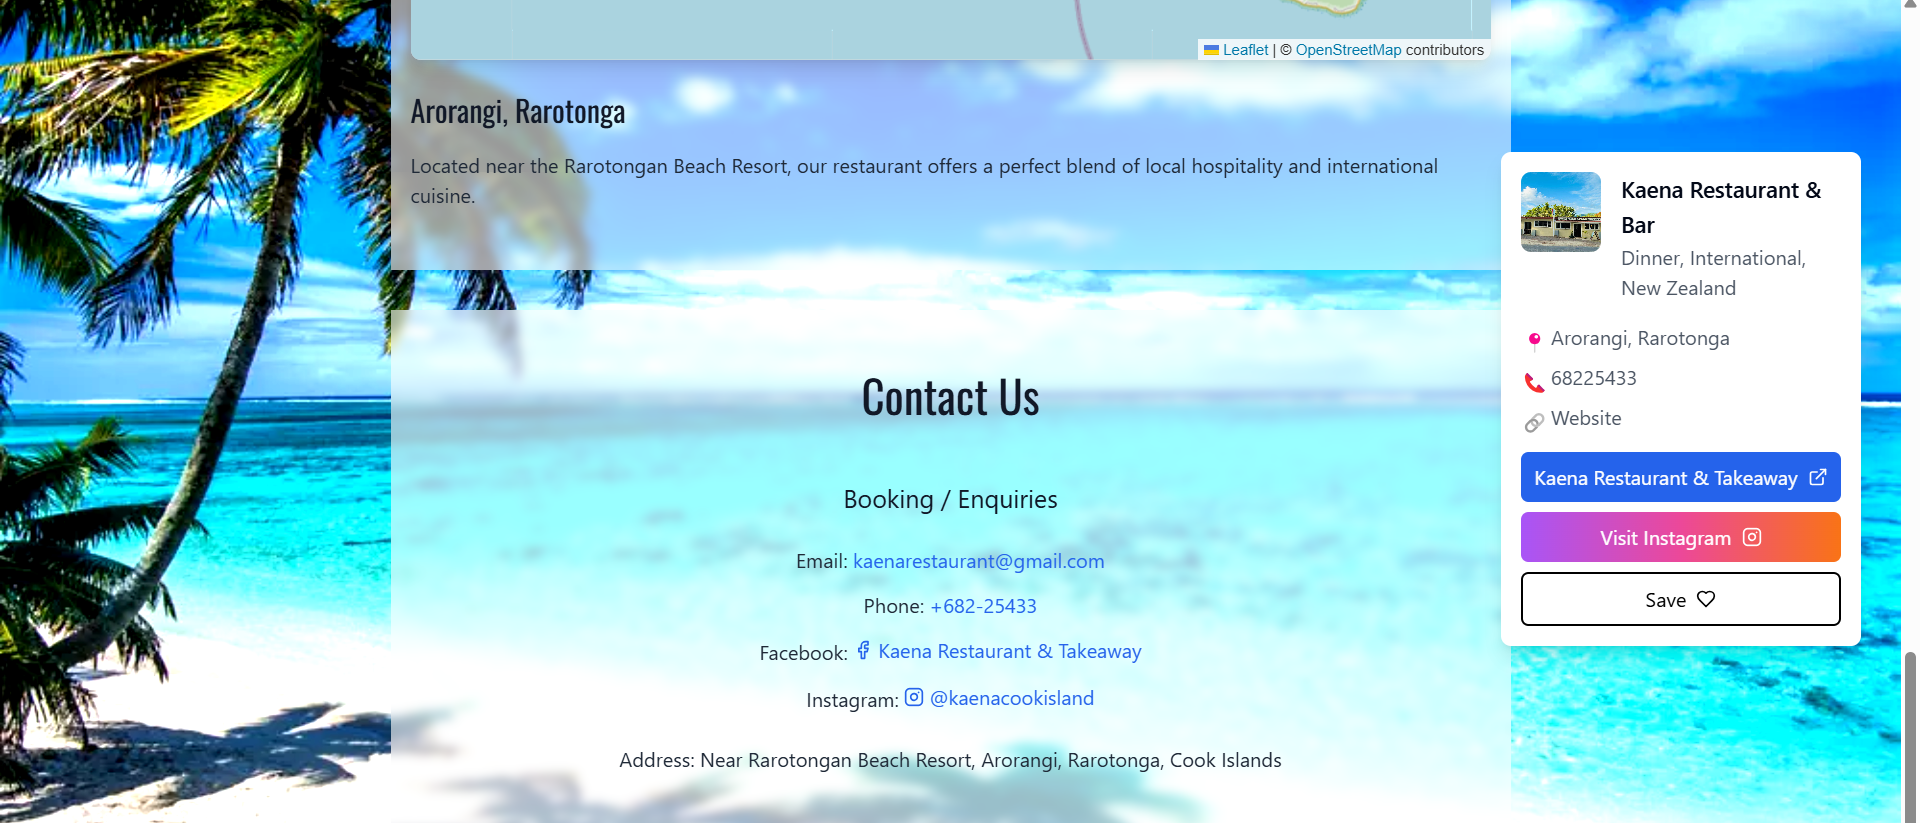 Leaflet | © OpenStreetMap contributors
Arorangi, Rarotonga
Located near the Rarotongan Beach Resort, our restaurant offers a perfect blend of local hospitality and international
cuisine.
Contact Us
Booking / Enquiries
Email: kaenarestaurant@gmail.com
Phone: +682-25433
Facebook: Kaena Restaurant & Takeaway
Instagram: @kaenacookisland
Address: Near Rarotongan Beach Resort, Arorangi, Rarotonga, Cook Islands
Kaena Restaurant &
Bar
Dinner, International,
New Zealand
Arorangi, Rarotonga
68225433
Website
Kaena Restaurant & Takeaway
Visit Instagram
Save